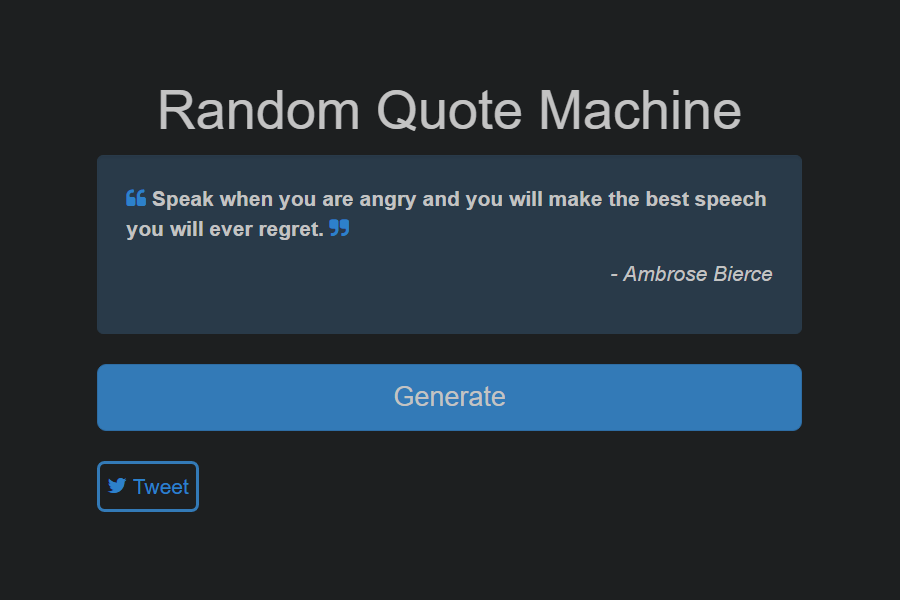 Random Quote Machine
❝ Speak when you are angry and you will make the best speech
you will ever regret. ❞
- Ambrose Bierce
Generate
Tweet